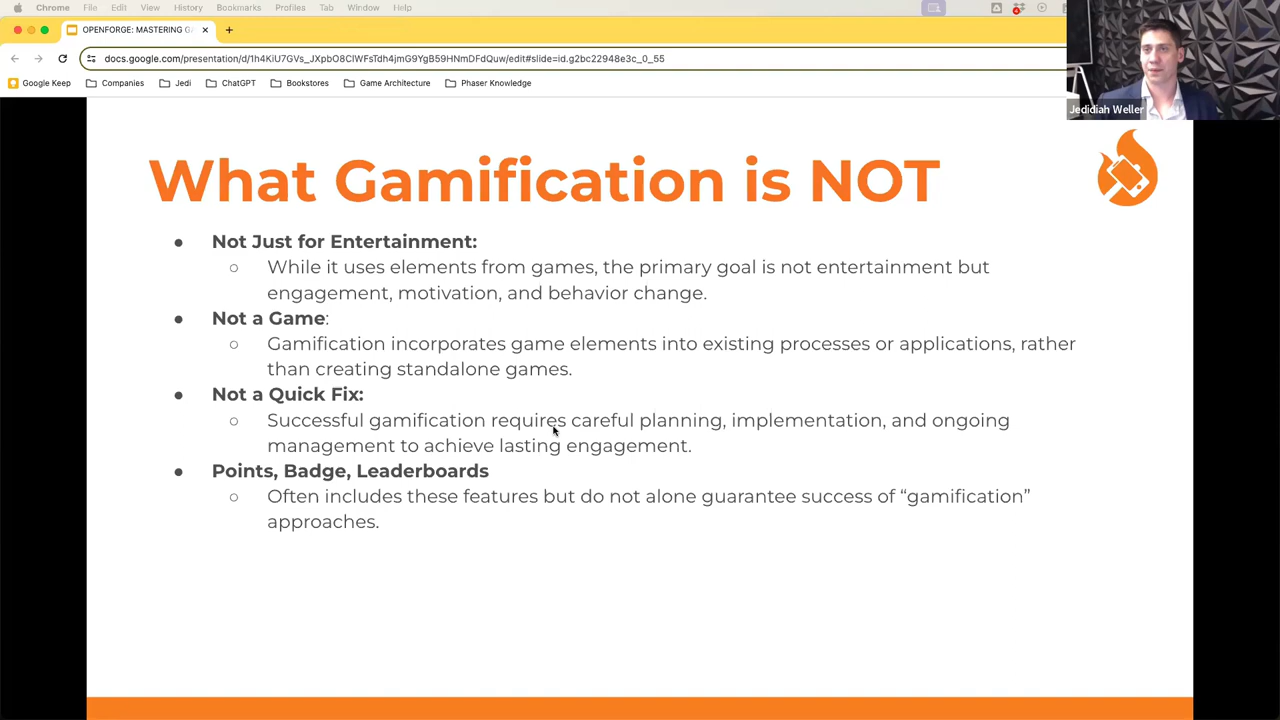 Chrome File Edit View History Bookmarks Profiles Tab Window Help
OPENFORGE: MASTERING GA
docs.google.com/presentation/d/1h4KiU7GVs_JXpbO8ClWFsTdh4jmG9YgB59HNmDFdQuw/edit#slide=id.g2bc22948e3c_0_55
Google Keep Companies Jedi ChatGPT Bookstores Game Architecture Phaser Knowledge
Jedidiah Weller
What Gamification is NOT
● Not Just for Entertainment:
○ While it uses elements from games, the primary goal is not entertainment but
engagement, motivation, and behavior change.
● Not a Game:
○ Gamification incorporates game elements into existing processes or applications, rather
than creating standalone games.
● Not a Quick Fix:
○ Successful gamification requires careful planning, implementation, and ongoing
management to achieve lasting engagement.
● Points, Badge, Leaderboards
○ Often includes these features but do not alone guarantee success of “gamification”
approaches.